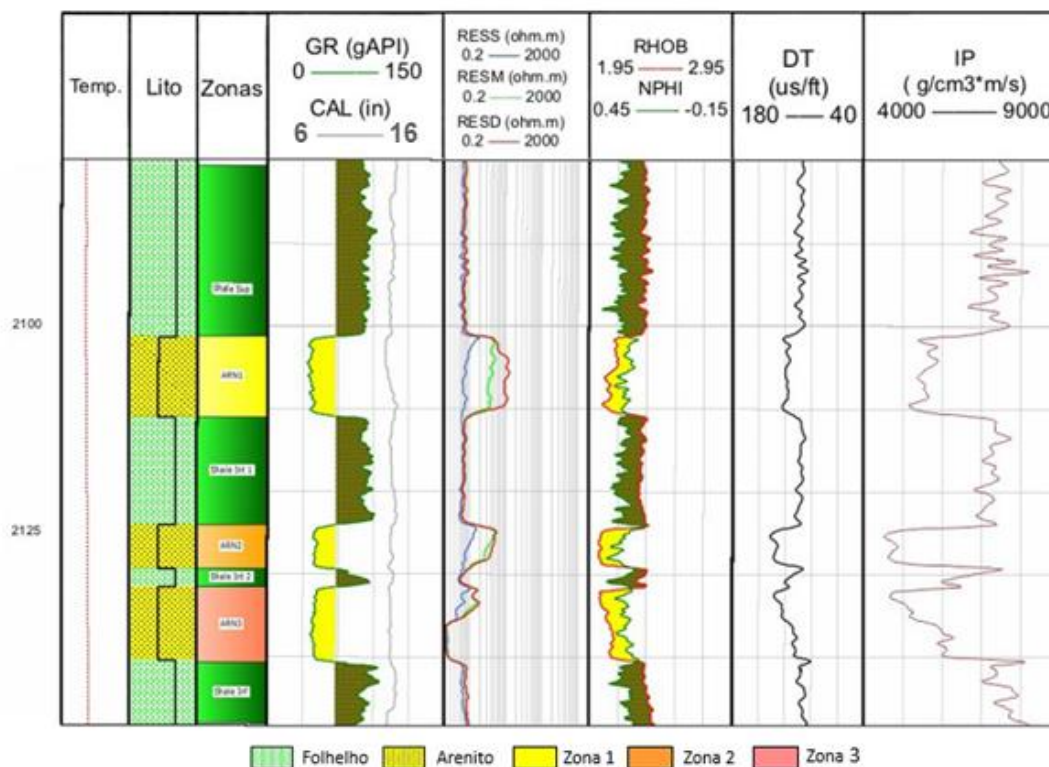 Temp.
Lito
Zonas
GR (gAPI)
0 150
CAL (in)
6 16
RESS (ohm.m)
0.2 2000
RESM (ohm.m)
0.2 2000
RESD (ohm.m)
0.2 2000
RHOB
1.95 2.95
NPHI
0.45 -0.15
DT
(us/ft)
180 40
IP
( g/cm3*m/s)
4000 9000
2100
ARN1
Shale Int 1
2125
ARN2
Shale Int 2
ARN3
Shale Inf
Folhelho
Arenito
Zona 1
Zona 2
Zona 3